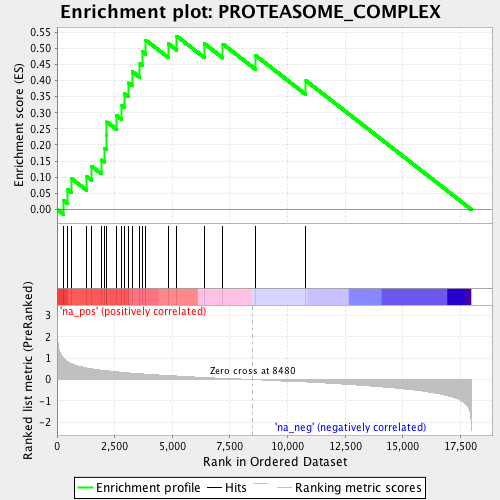 Enrichment plot: PROTEASOME_COMPLEX
Enrichment score (ES)
0.55
0.50
0.45
0.40
0.35
0.30
0.25
0.20
0.15
0.10
0.05
0.00
'na_pos' (positively correlated)
Ranked list metric (PreRanked)
3
2
1
0
-1
-2
Zero cross at 8480
'na_neg' (negatively correlated)
0
2,500
5,000
7,500
10,000
12,500
15,000
17,500
Rank in Ordered Dataset
Enrichment profile
Hits
Ranking metric scores